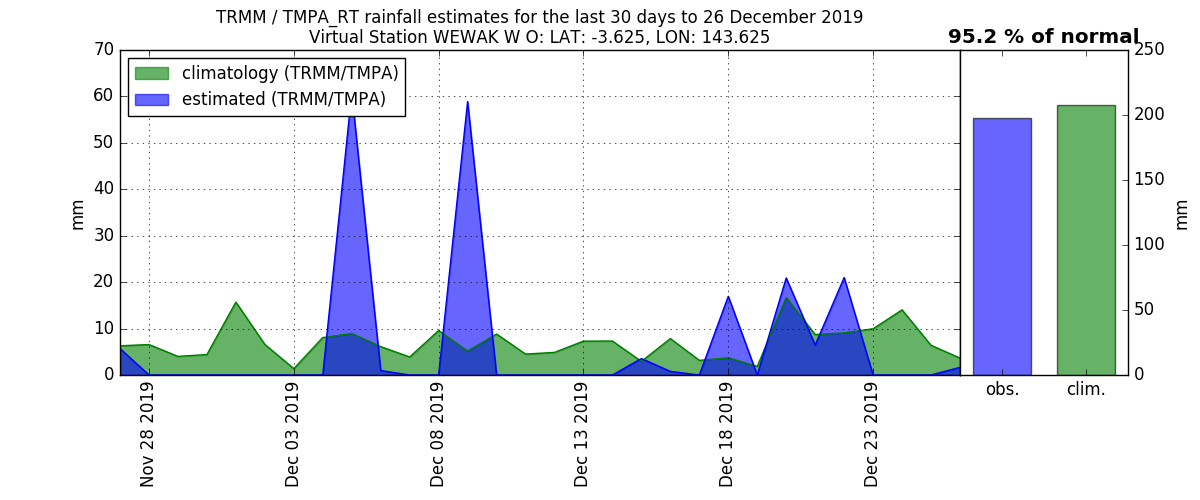 TRMM / TMPA_RT rainfall estimates for the last 30 days to 26 December 2019
Virtual Station WEWAK W O: LAT: -3.625, LON: 143.625
95.2 % of normal
climatology (TRMM/TMPA)
estimated (TRMM/TMPA)
70
60
50
40
30
20
10
0
mm
Nov 28 2019
Dec 03 2019
Dec 08 2019
Dec 13 2019
Dec 18 2019
Dec 23 2019
250
200
150
100
50
0
mm
obs.
clim.